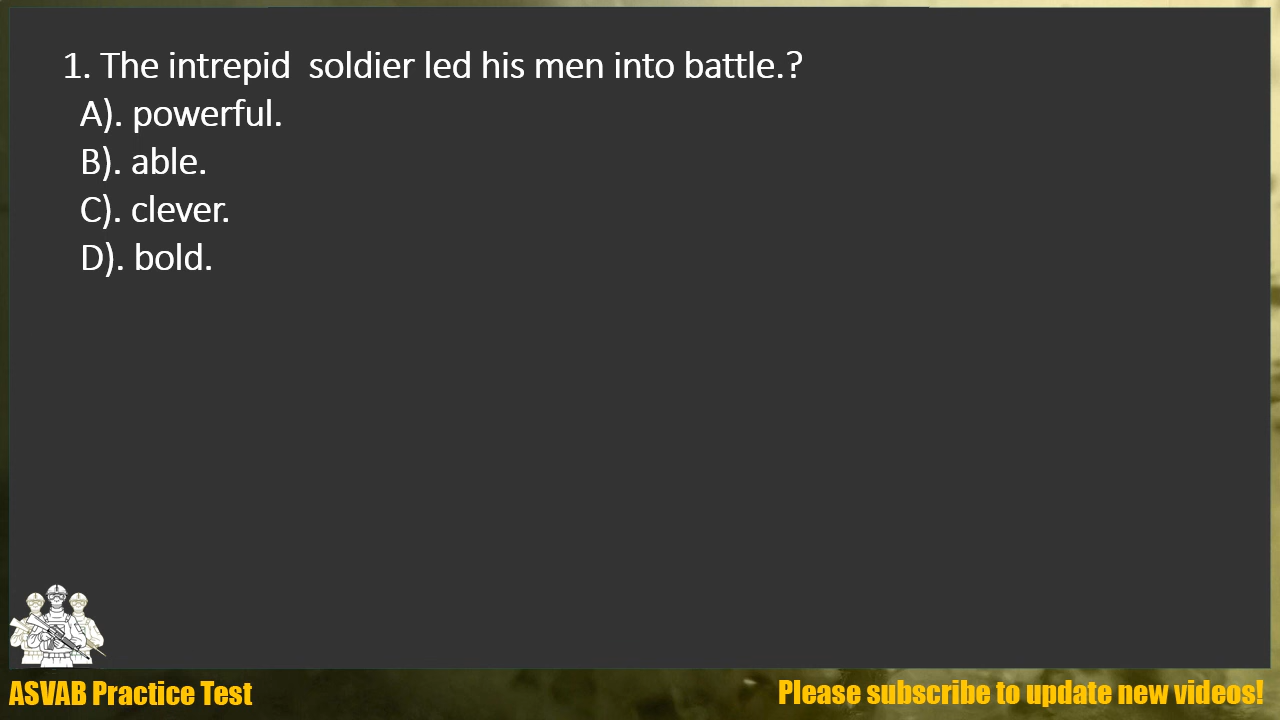 1. The intrepid  soldier led his men into battle.?
A). powerful.
B). able.
C). clever.
D). bold.
ASVAB Practice Test
Please subscribe to update new videos!